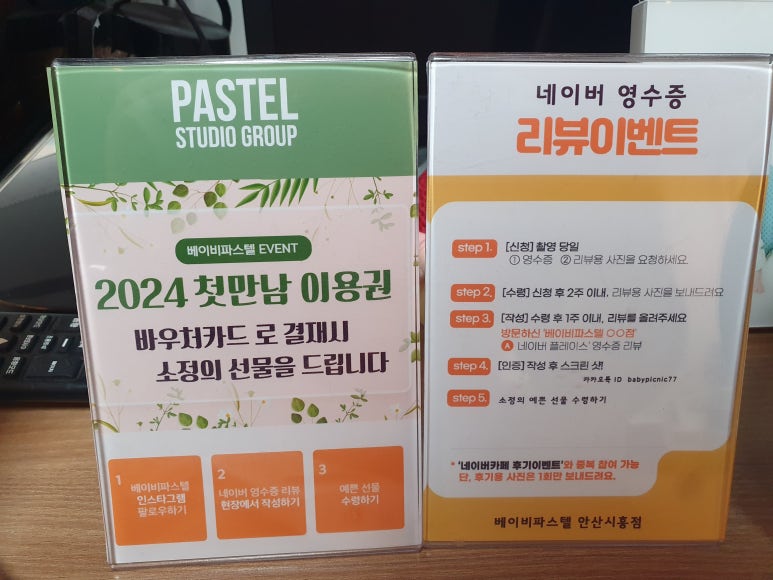 PASTEL
STUDIO GROUP
베이비파스텔 EVENT
2024 첫만남 이용권
바우처카드 로 결재시
소정의 선물을 드립니다
1
베이비파스텔
인스타그램
팔로우하기
2
네이버 영수증 리뷰
현장에서 작성하기
3
예쁜 선물
수령하기
네이버 영수증
리뷰이벤트
step 1. [신청] 촬영 당일
① 영수증 ② 리뷰용 사진을 요청하세요.
step 2. [수령] 신청 후 2주 이내, 리뷰용 사진을 보내드려요
step 3. [작성] 수령 후 1주 이내, 리뷰를 올려주세요
방문하신 '베이비파스텔 ○○점'
Ⓐ 네이버 플레이스' 영수증 리뷰
step 4. [인증] 작성 후 스크린 샷!
카카오톡 ID babypicnic77
step 5. 소정의 예쁜 선물 수령하기
* '네이버카페 후기이벤트'와 중복 참여 가능
단, 후기용 사진은 1회만 보내드려요.
베이비파스텔 안산시흥점